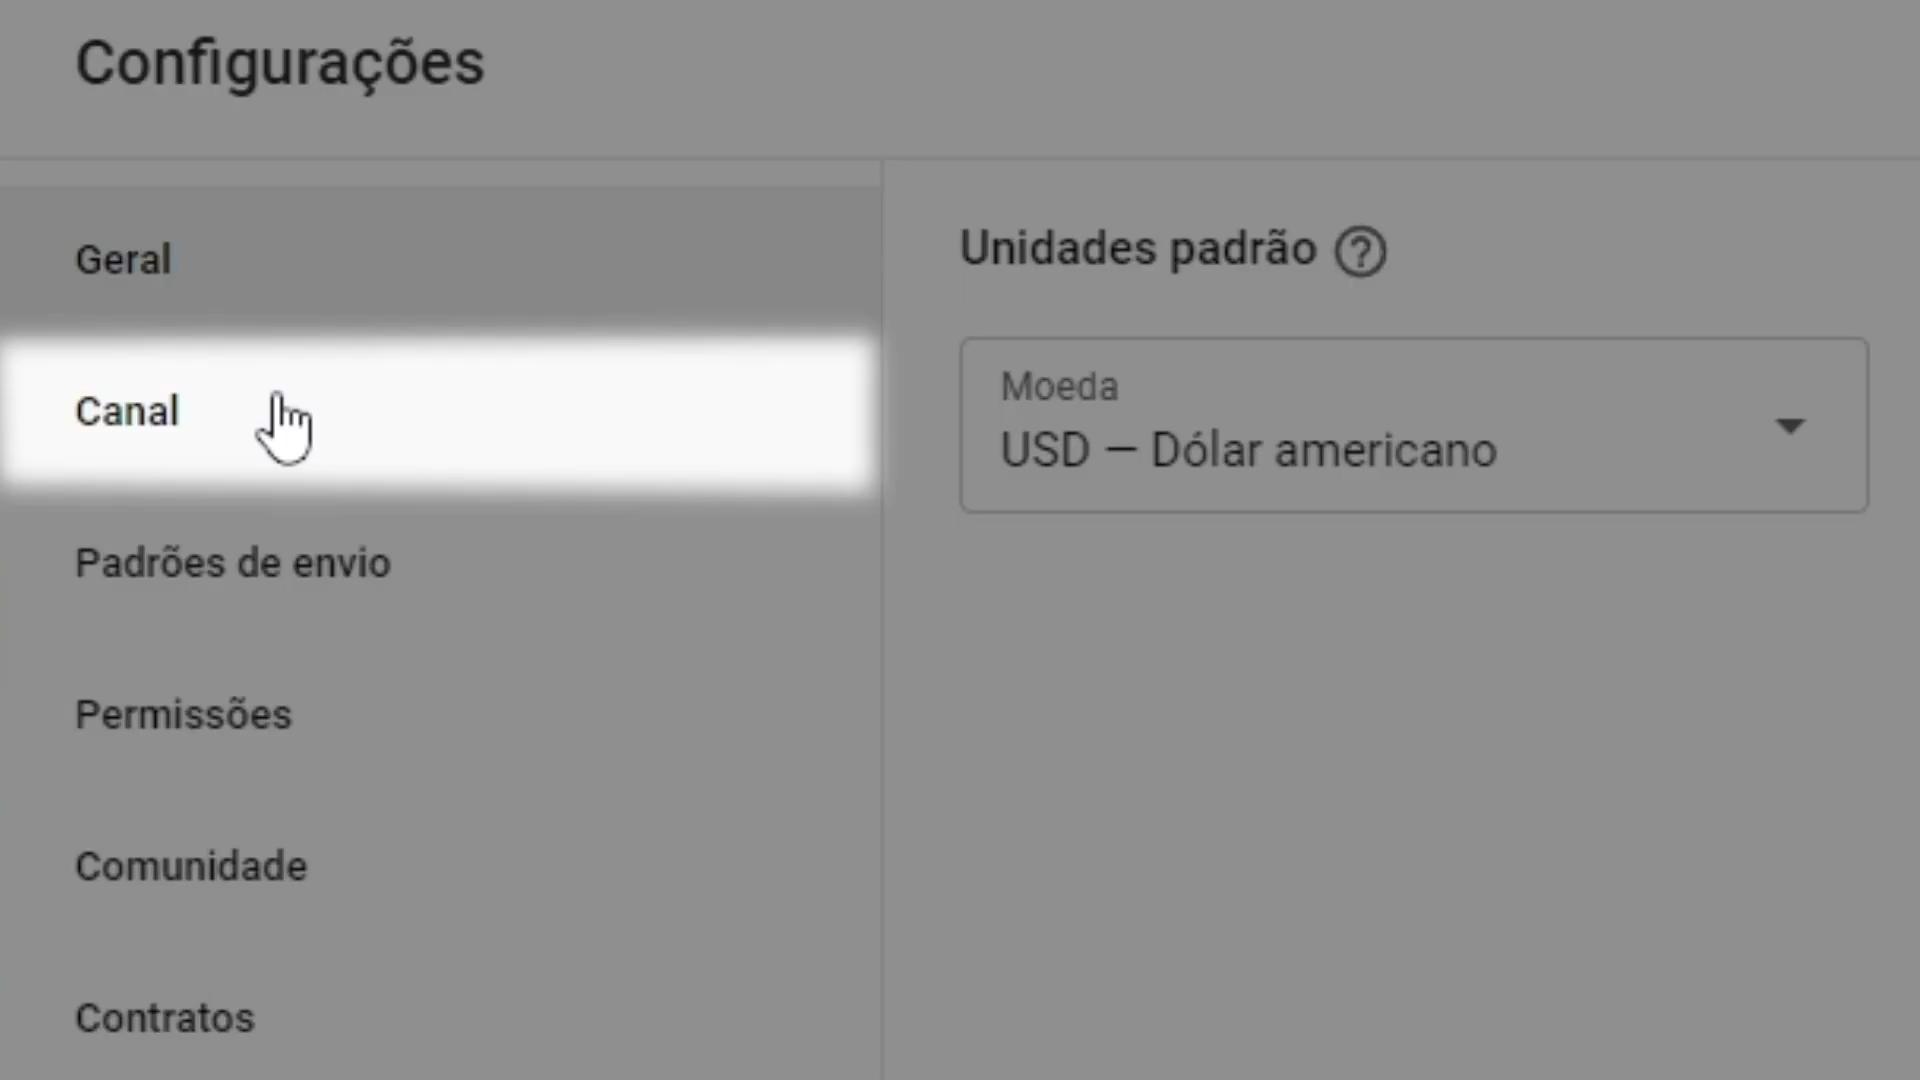 Configurações
Geral
Canal
Padrões de envio
Permissões
Comunidade
Contratos
Unidades padrão
Moeda
USD — Dólar americano